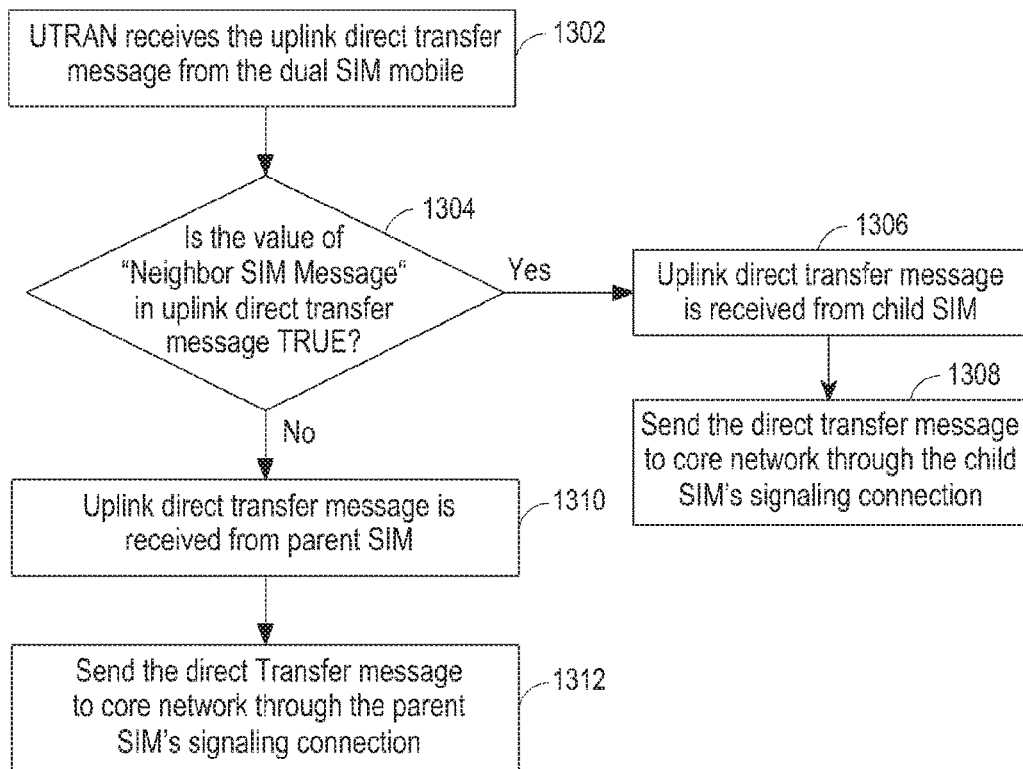 UTRAN receives the uplink direct transfer
message from the dual SIM mobile
1302
Is the value of
"Neighbor SIM Message"
in uplink direct transfer
message TRUE?
1304
Yes
1306
Uplink direct transfer message
is received from child SIM
1308
Send the direct transfer message
to core network through the child
SIM's signaling connection
No
Uplink direct transfer message is
received from parent SIM
1310
Send the direct Transfer message
to core network through the parent
SIM's signaling connection
1312